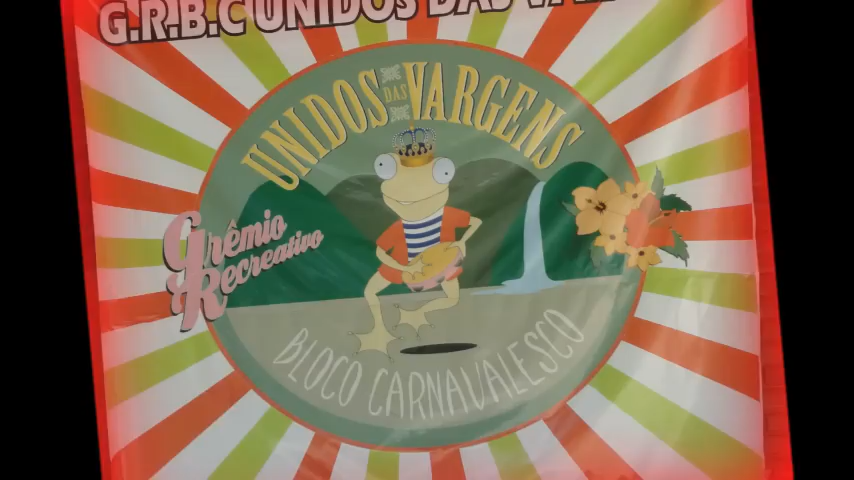 G.R.B.C UNIDOS DAS
UNIDOS DAS VARGENS
Grêmio
Recreativo
BLOCO CARNAVALESCO